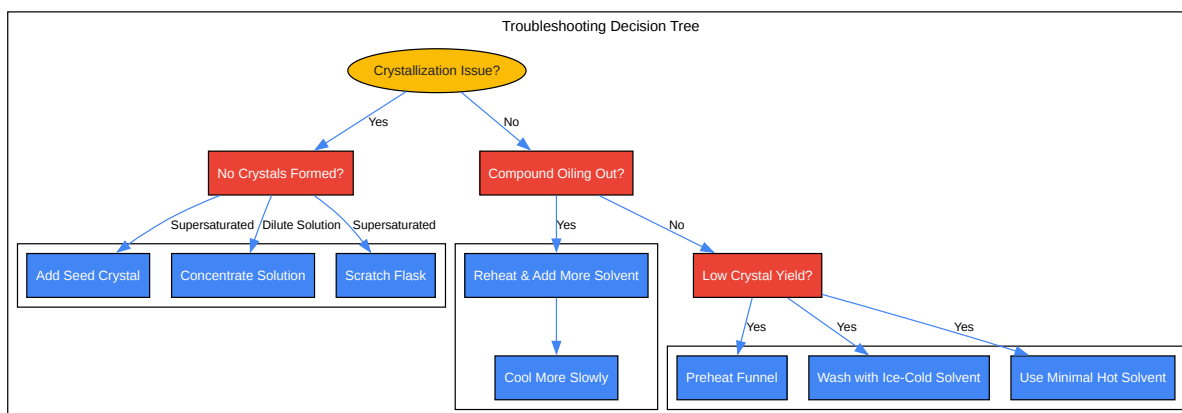 Troubleshooting Decision Tree
Crystallization Issue?
Yes
No
No Crystals Formed?
Compound Oiling Out?
Supersaturated
Dilute Solution
Supersaturated
Yes
No
Add Seed Crystal
Concentrate Solution
Scratch Flask
Reheat & Add More Solvent
Low Crystal Yield?
Yes
Yes
Yes
Cool More Slowly
Preheat Funnel
Wash with Ice-Cold Solvent
Use Minimal Hot Solvent